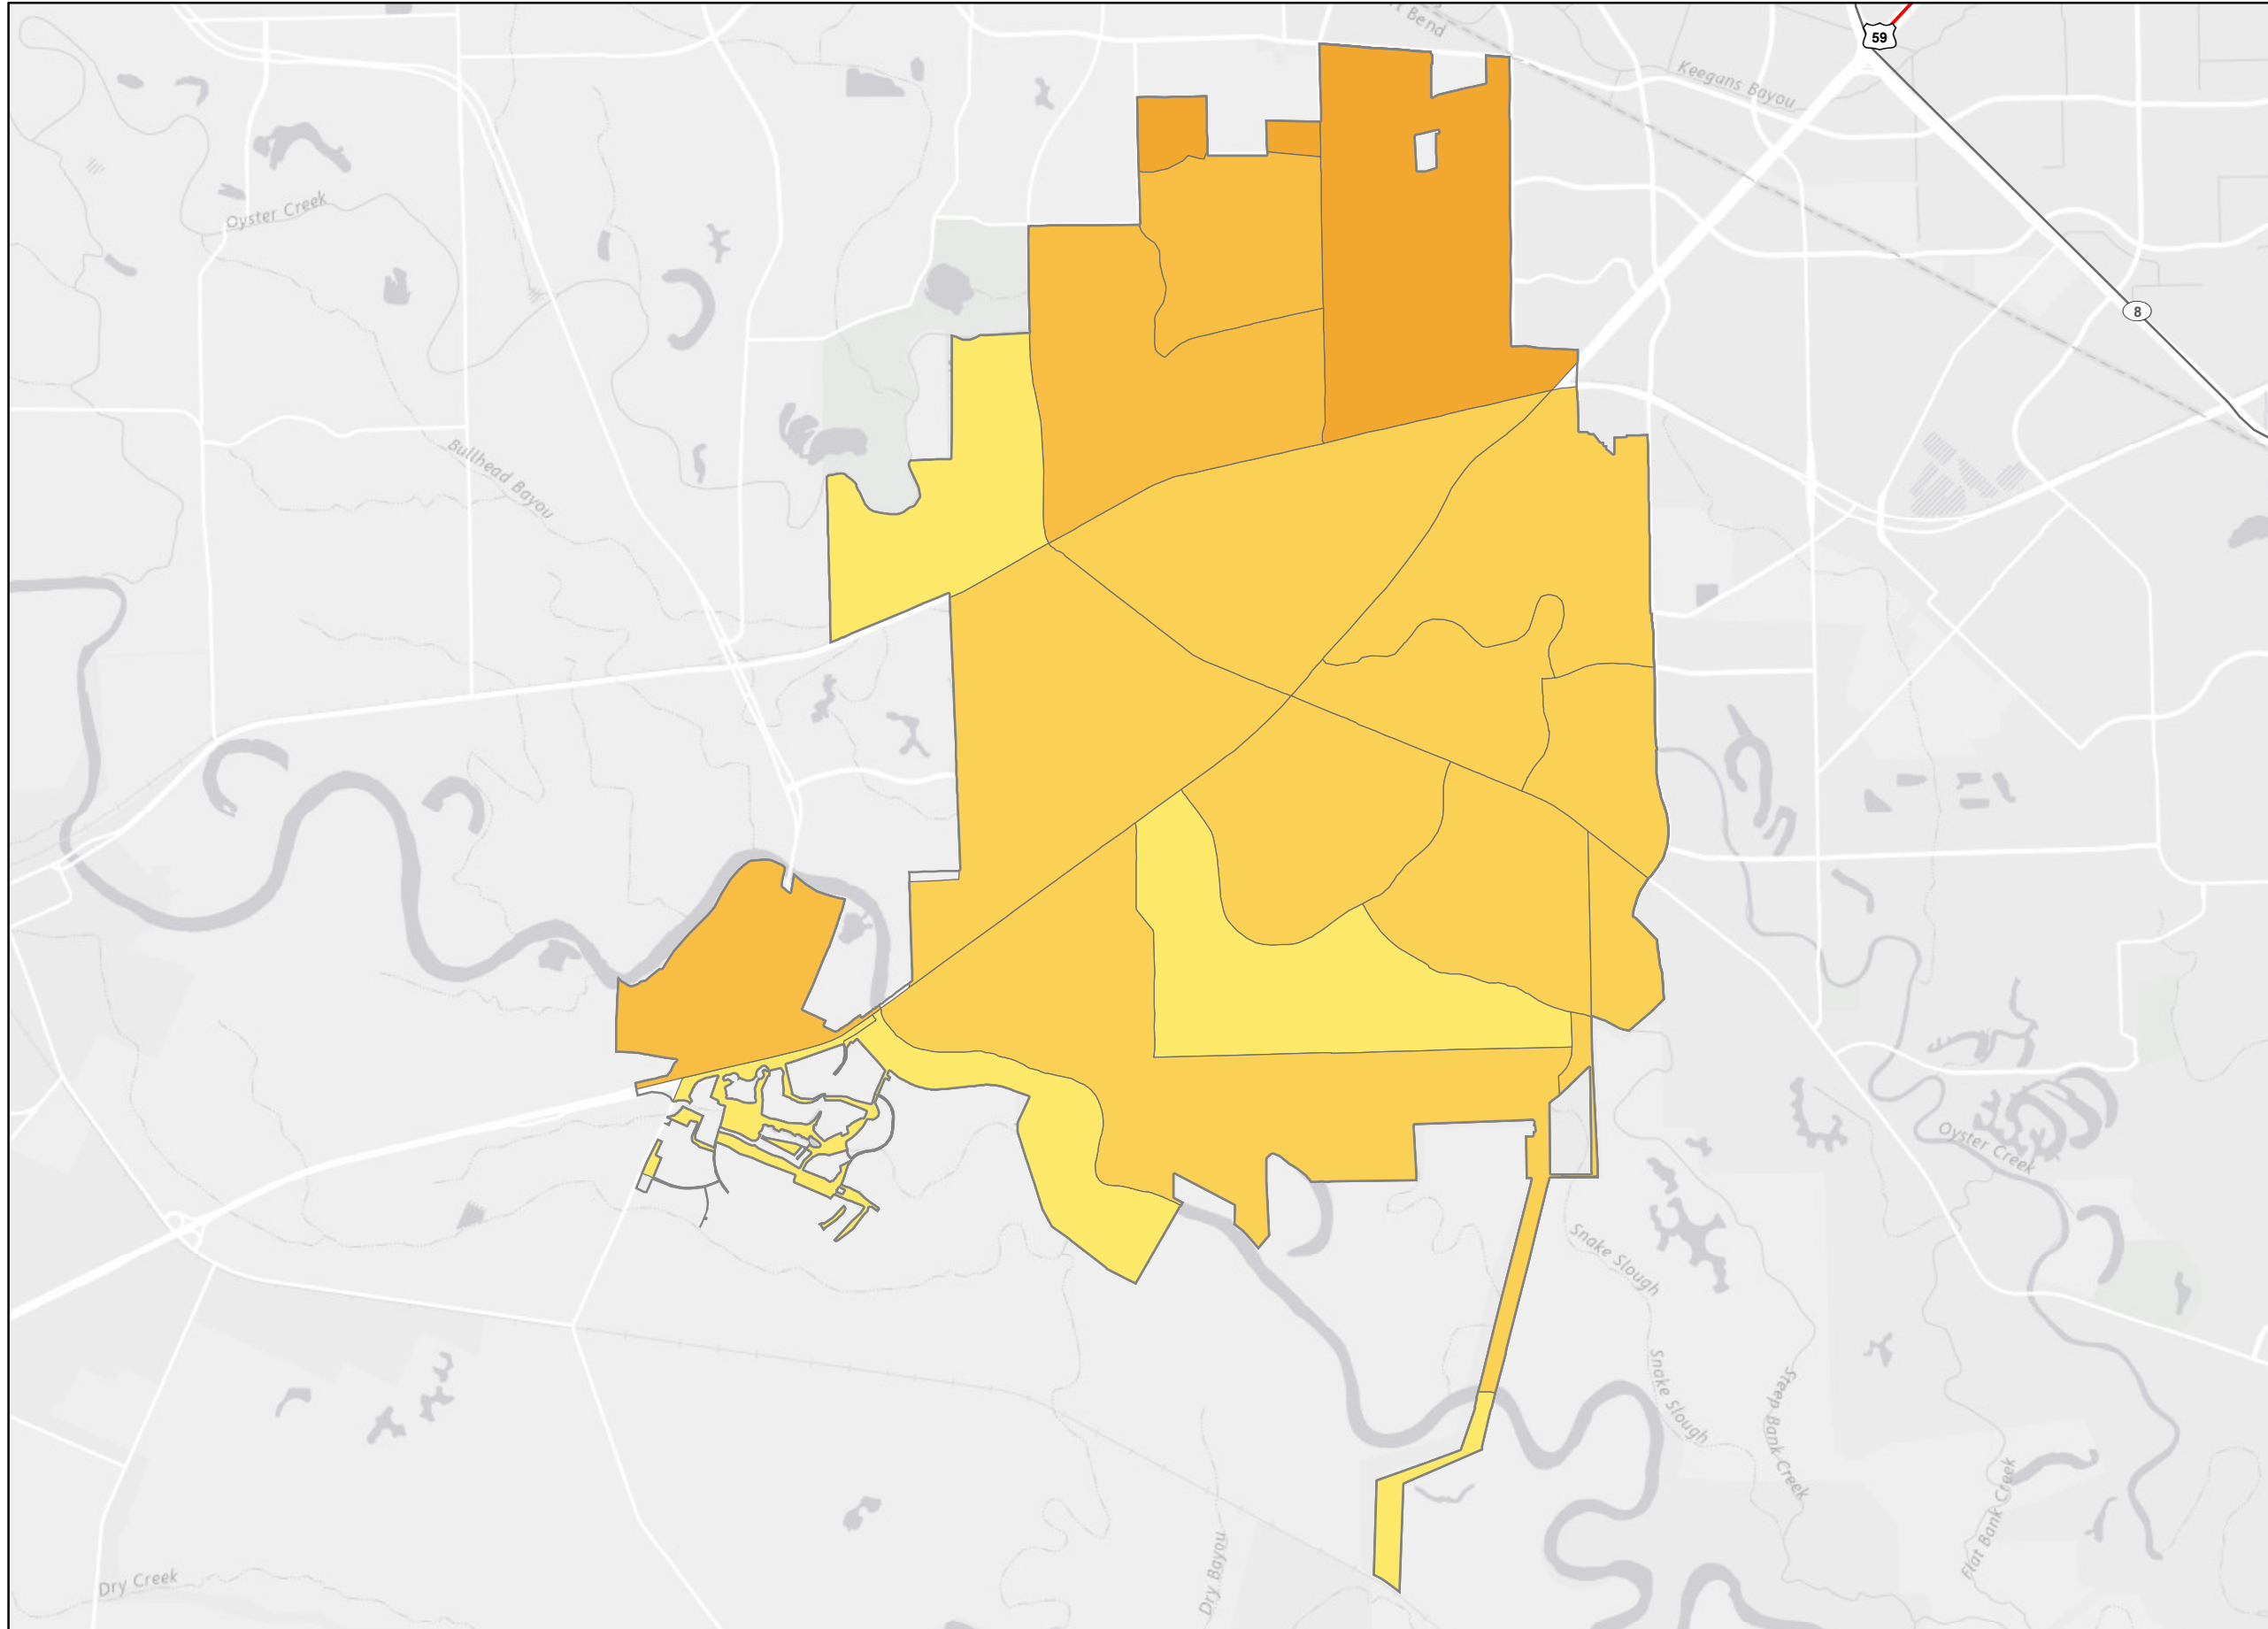 t Bend
59
Keegans Bayou
Oyster Creek
8
Bullhead Bayou
Oyster Creek
Snake Slough
Snake Slough
Steep Bank Creek
Flat Bank Creek
Dry Bayou
Dry Creek